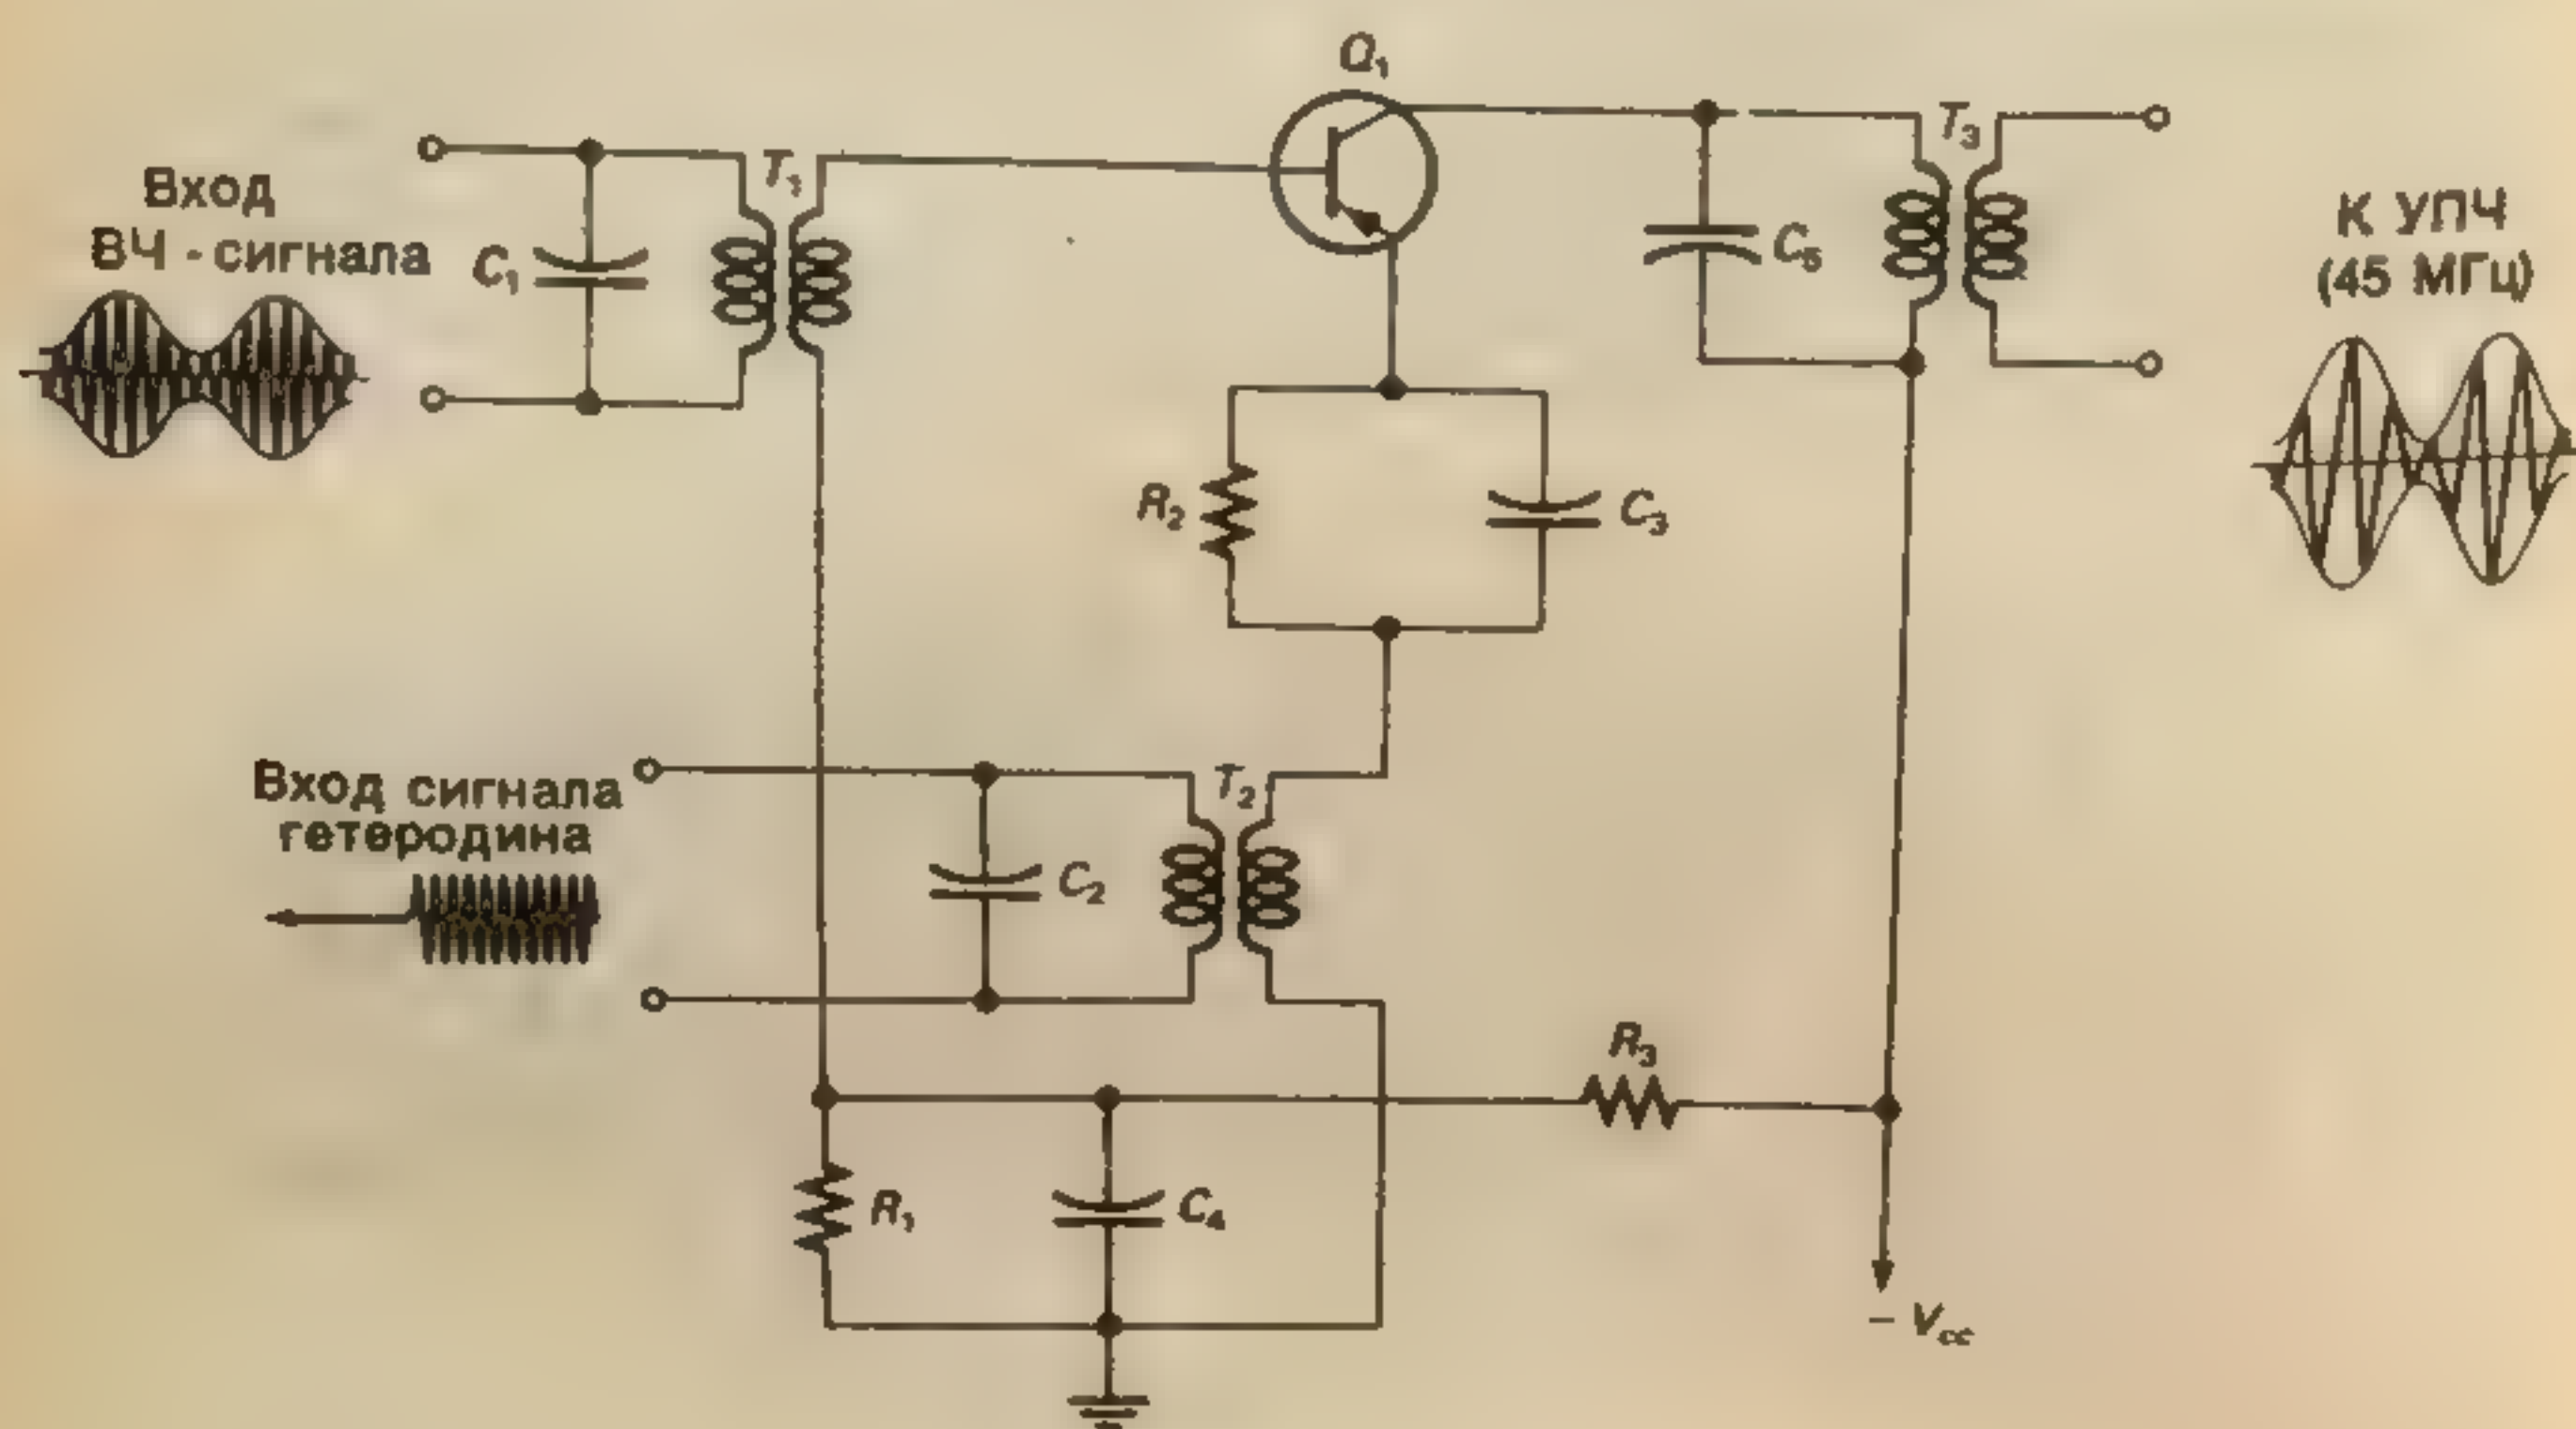 Q₁
Вход
ВЧ - сигнала
C₁
T₁
C₅
T₃
К УПЧ
(45 МГц)
R₂
C₃
Вход сигнала
гетеродина
C₂
T₂
R₃
R₁
C₄
– Vcc